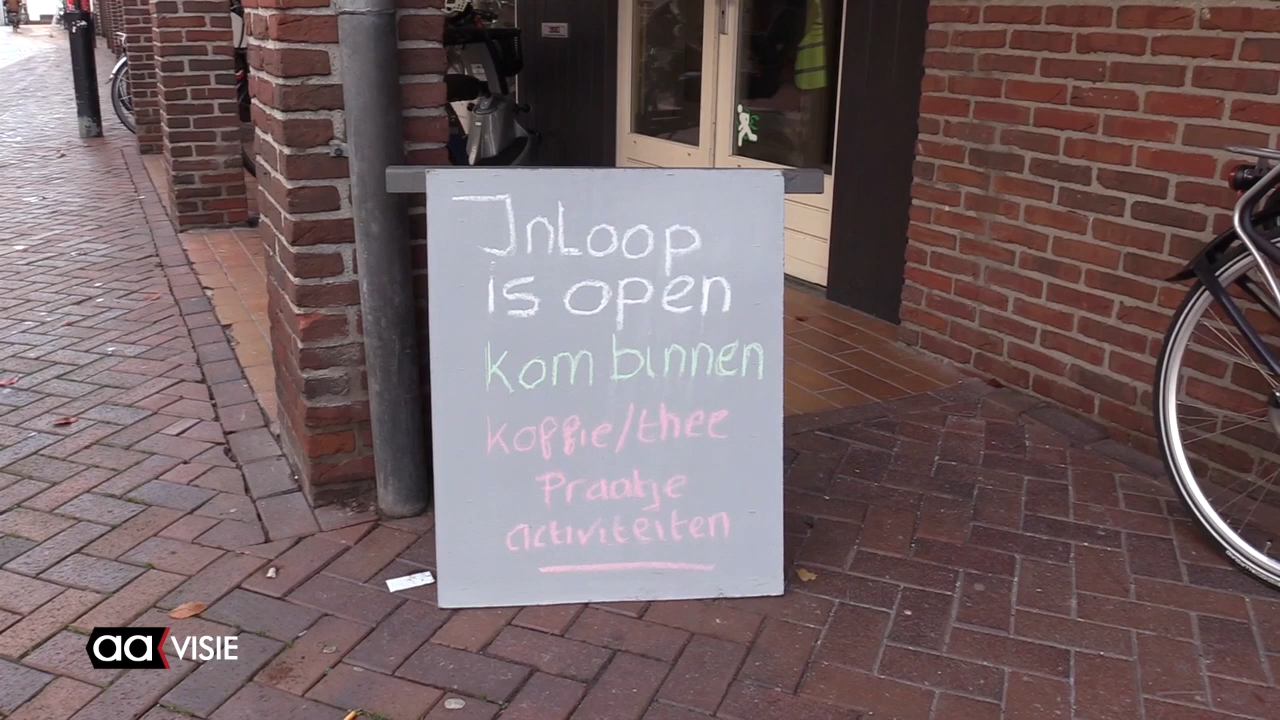 InLoop
is open
kom binnen
koffie/thee
Praatje
activiteiten
aa VISIE